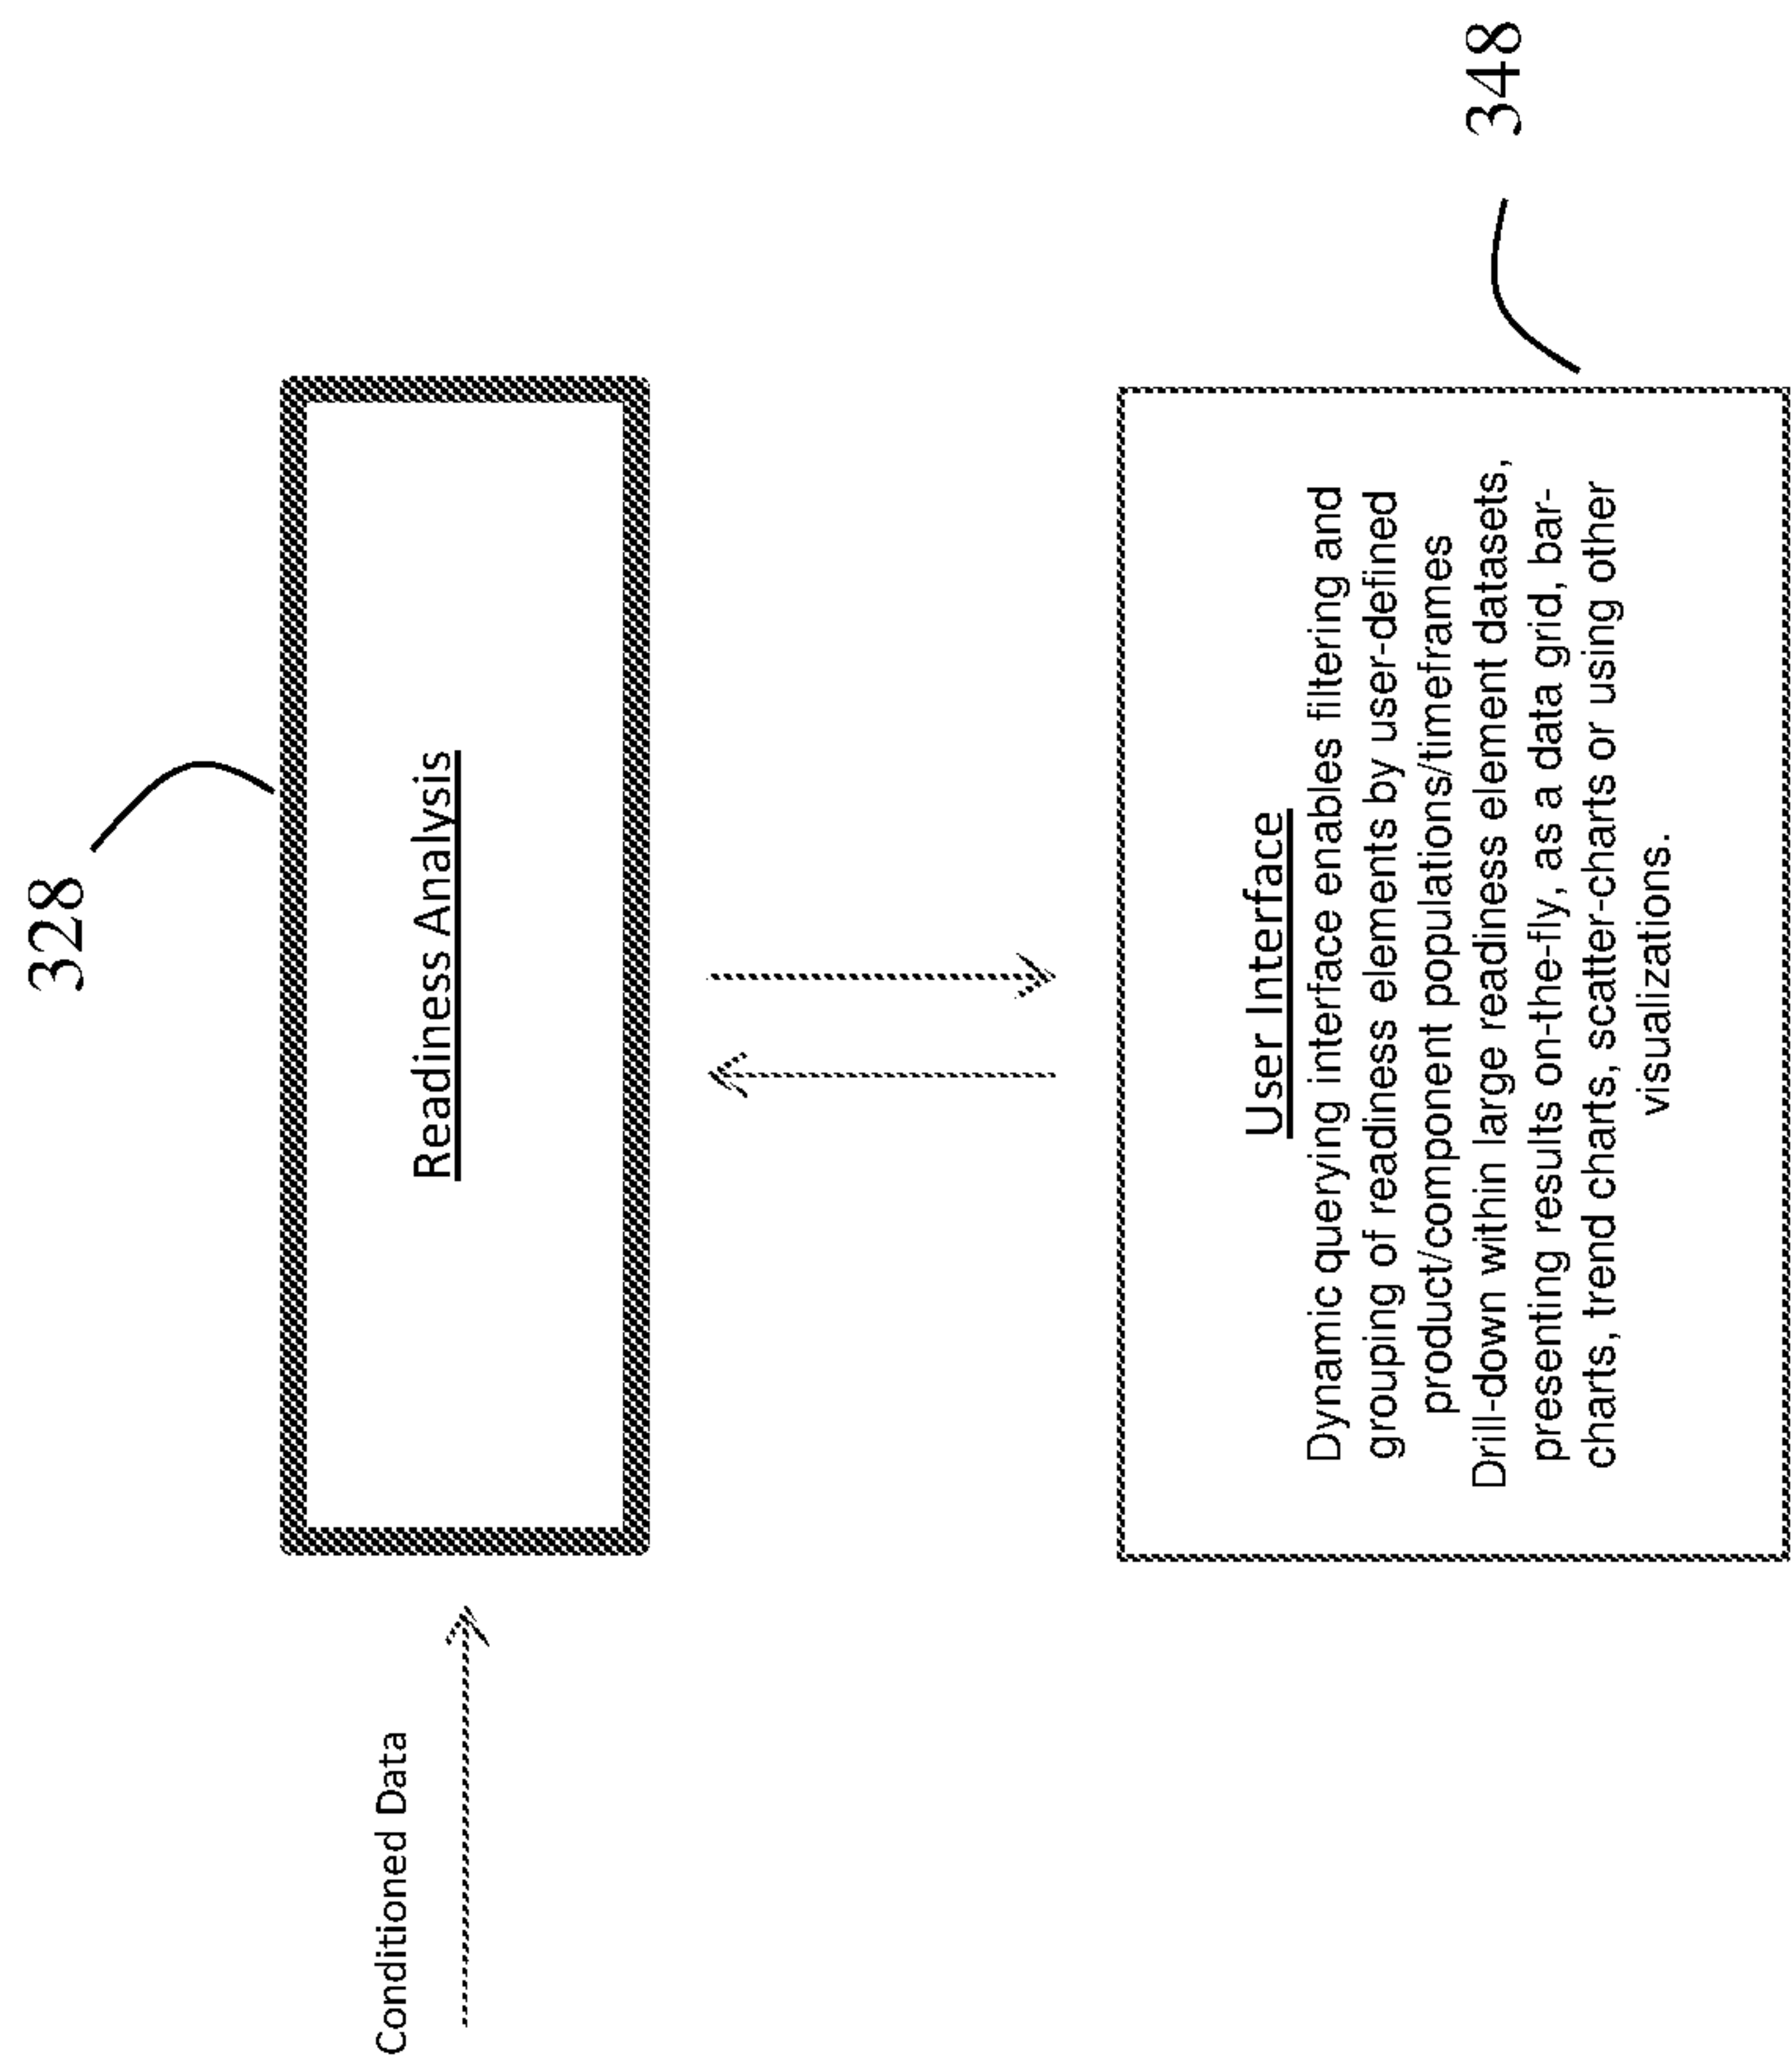 328
Readiness Analysis
Conditioned Data
User Interface
Dynamic querying interface enables filtering and
grouping of readiness elements by user-defined
product/component populations/timeframes
Drill-down within large readiness element datasets,
presenting results on-the-fly, as a data grid, bar-
charts, trend charts, scatter-charts or using other
visualizations.
348